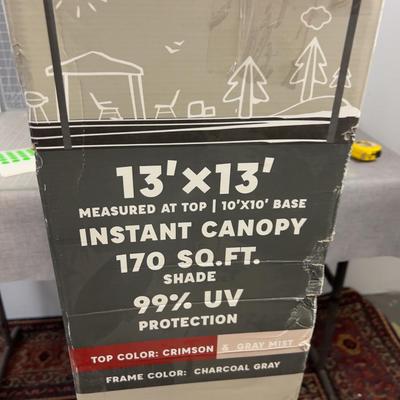 13'×13'
MEASURED AT TOP | 10'X10' BASE
INSTANT CANOPY
170 SQ.FT.
SHADE
99% UV
PROTECTION
TOP COLOR: CRIMSON & GRAY MIST
FRAME COLOR: CHARCOAL GRAY